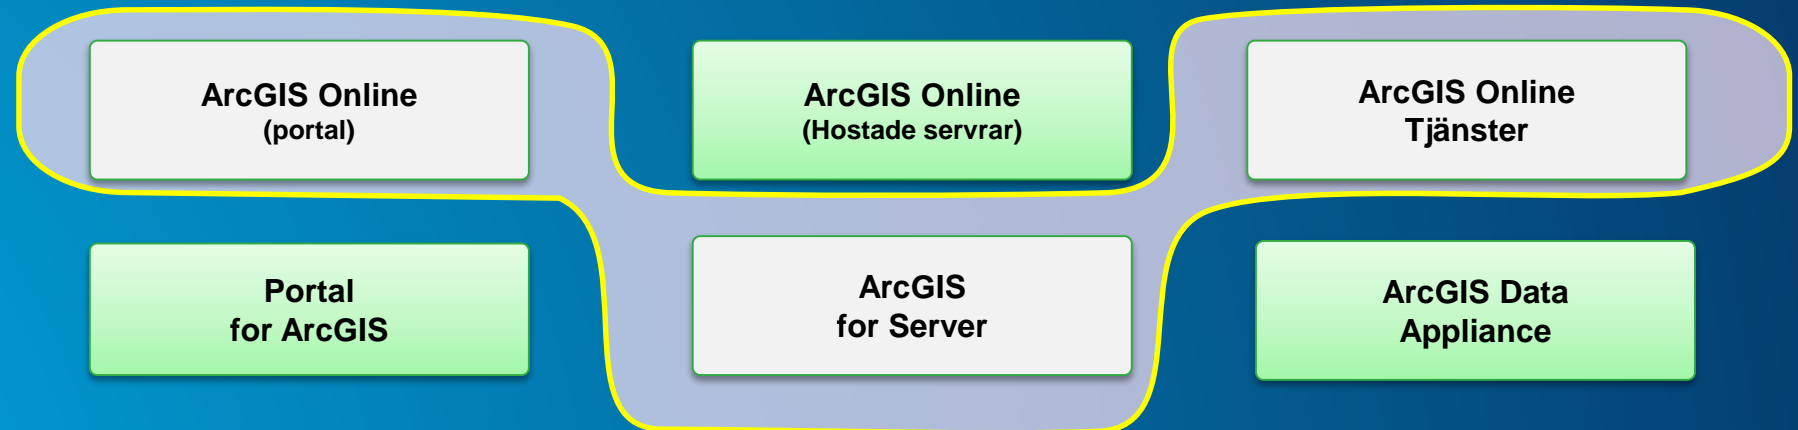 ArcGIS Online
(portal)
ArcGIS Online
(Hostade servrar)
ArcGIS Online
Tjänster
Portal
for ArcGIS
ArcGIS
for Server
ArcGIS Data
Appliance